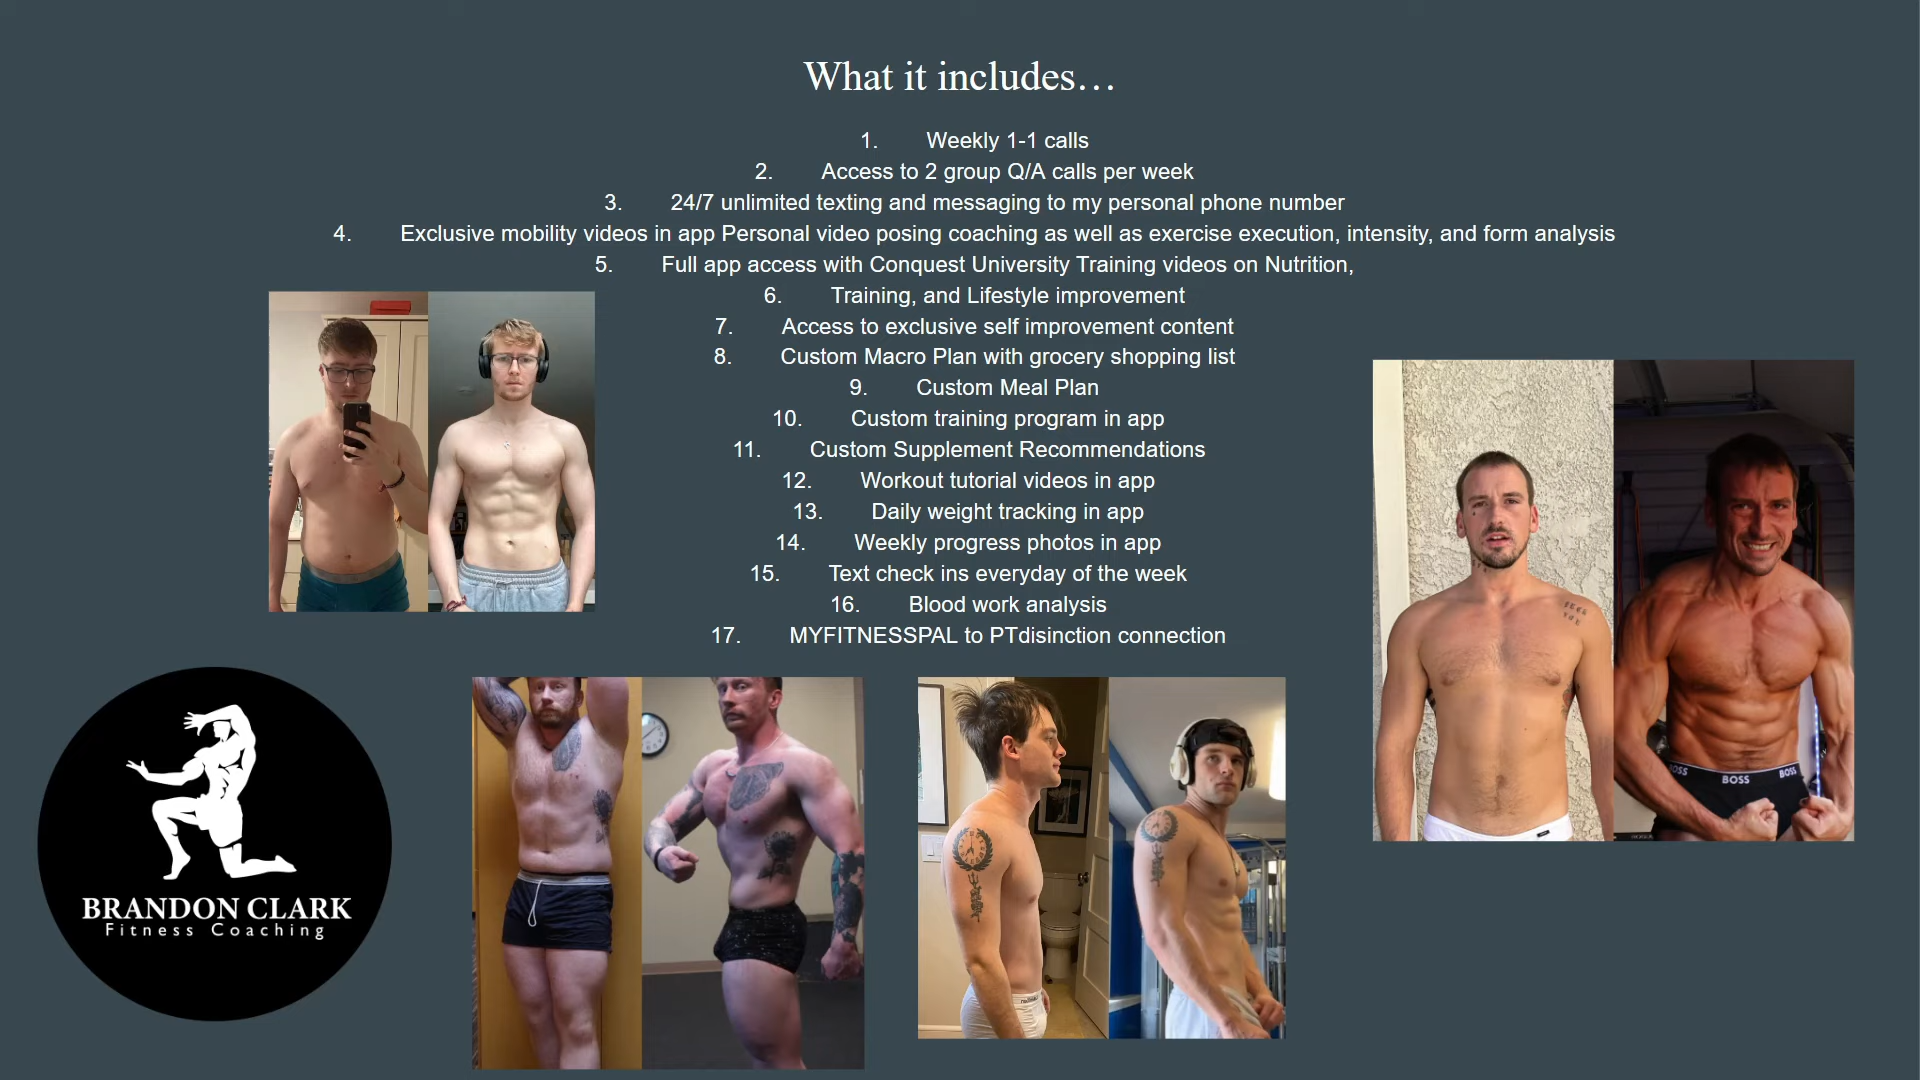 What it includes…
1. Weekly 1-1 calls
2. Access to 2 group Q/A calls per week
3. 24/7 unlimited texting and messaging to my personal phone number
4. Exclusive mobility videos in app Personal video posing coaching as well as exercise execution, intensity, and form analysis
5. Full app access with Conquest University Training videos on Nutrition,
6. Training, and Lifestyle improvement
7. Access to exclusive self improvement content
8. Custom Macro Plan with grocery shopping list
9. Custom Meal Plan
10. Custom training program in app
11. Custom Supplement Recommendations
12. Workout tutorial videos in app
13. Daily weight tracking in app
14. Weekly progress photos in app
15. Text check ins everyday of the week
16. Blood work analysis
17. MYFITNESSPAL to PTdisinction connection
BOSS BOSS BOSS
BRANDON CLARK
Fitness Coaching